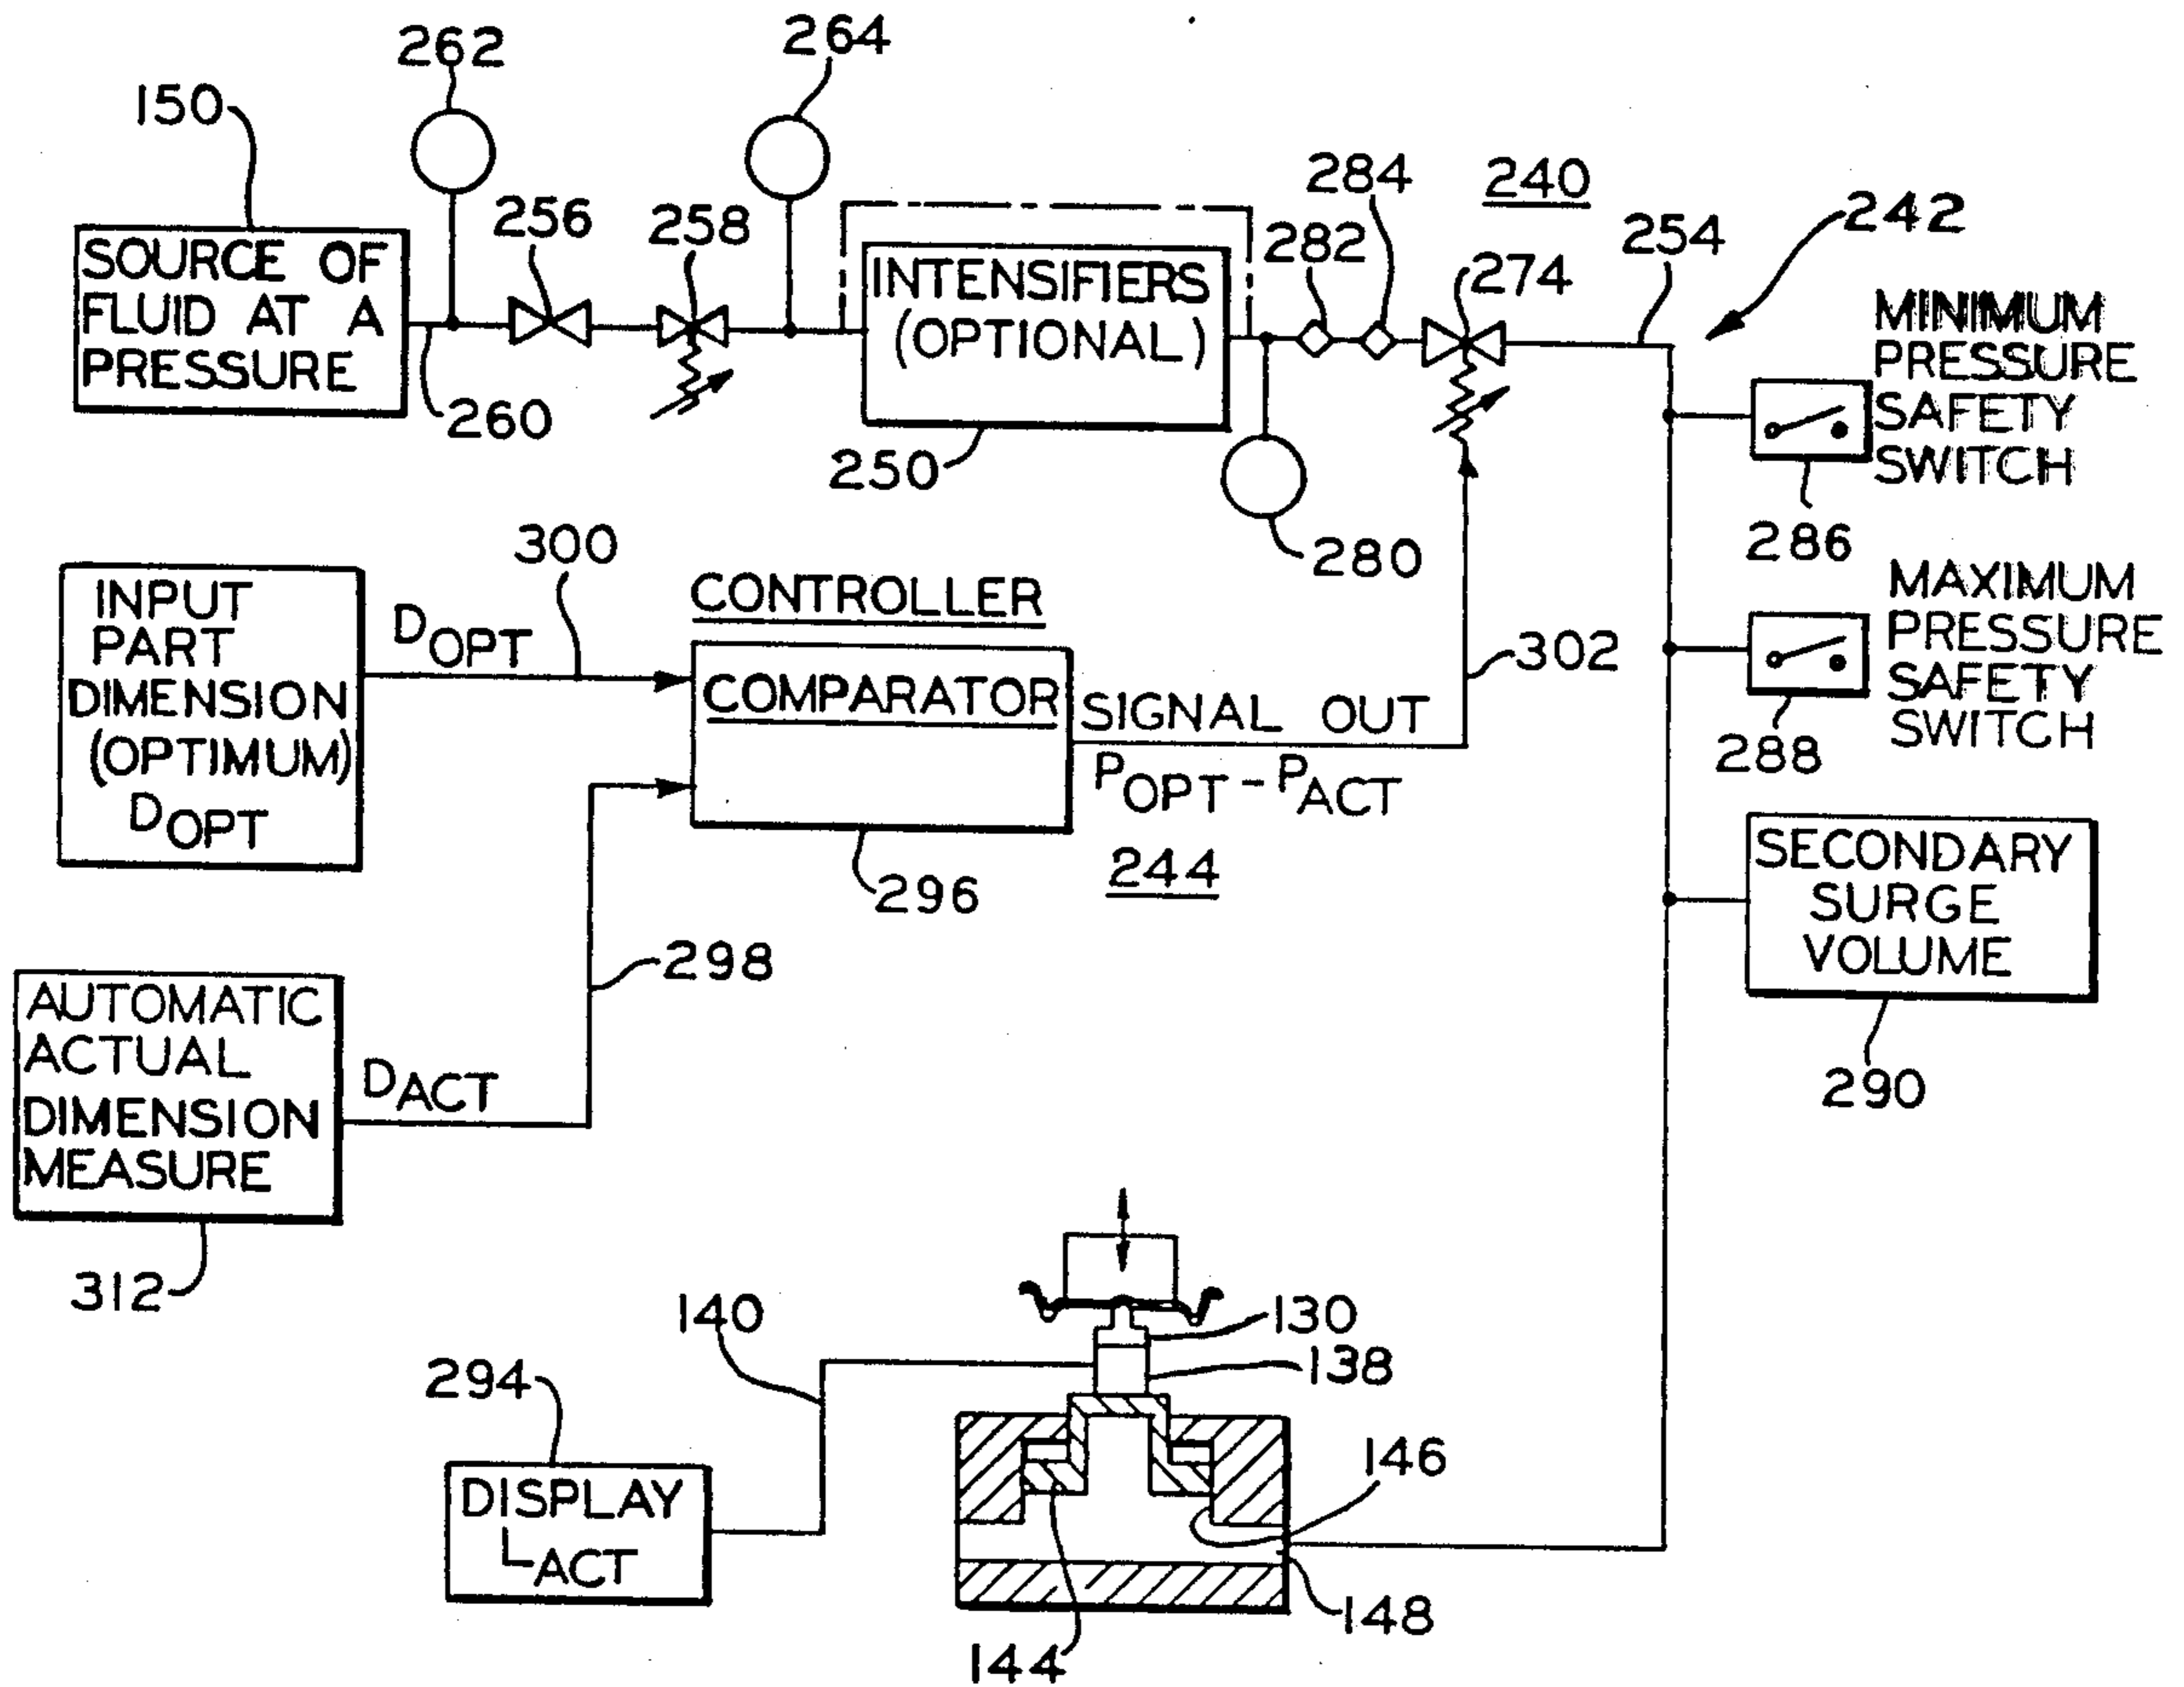 262
264
150
256
258
284
240
282
274
254
242
SOURCE OF
FLUID AT A
PRESSURE
260
INTENSIFIERS
(OPTIONAL)
250
280
MINIMUM
PRESSURE
SAFETY
SWITCH
286
300
INPUT
PART
DIMENSION
(OPTIMUM)
DOPT
DOPT
CONTROLLER
COMPARATOR
SIGNAL OUT
POPT - PACT
302
296
244
MAXIMUM
PRESSURE
SAFETY
SWITCH
288
SECONDARY
SURGE
VOLUME
290
298
AUTOMATIC
ACTUAL
DIMENSION
MEASURE
DACT
312
140
130
138
294
DISPLAY
LACT
146
148
144